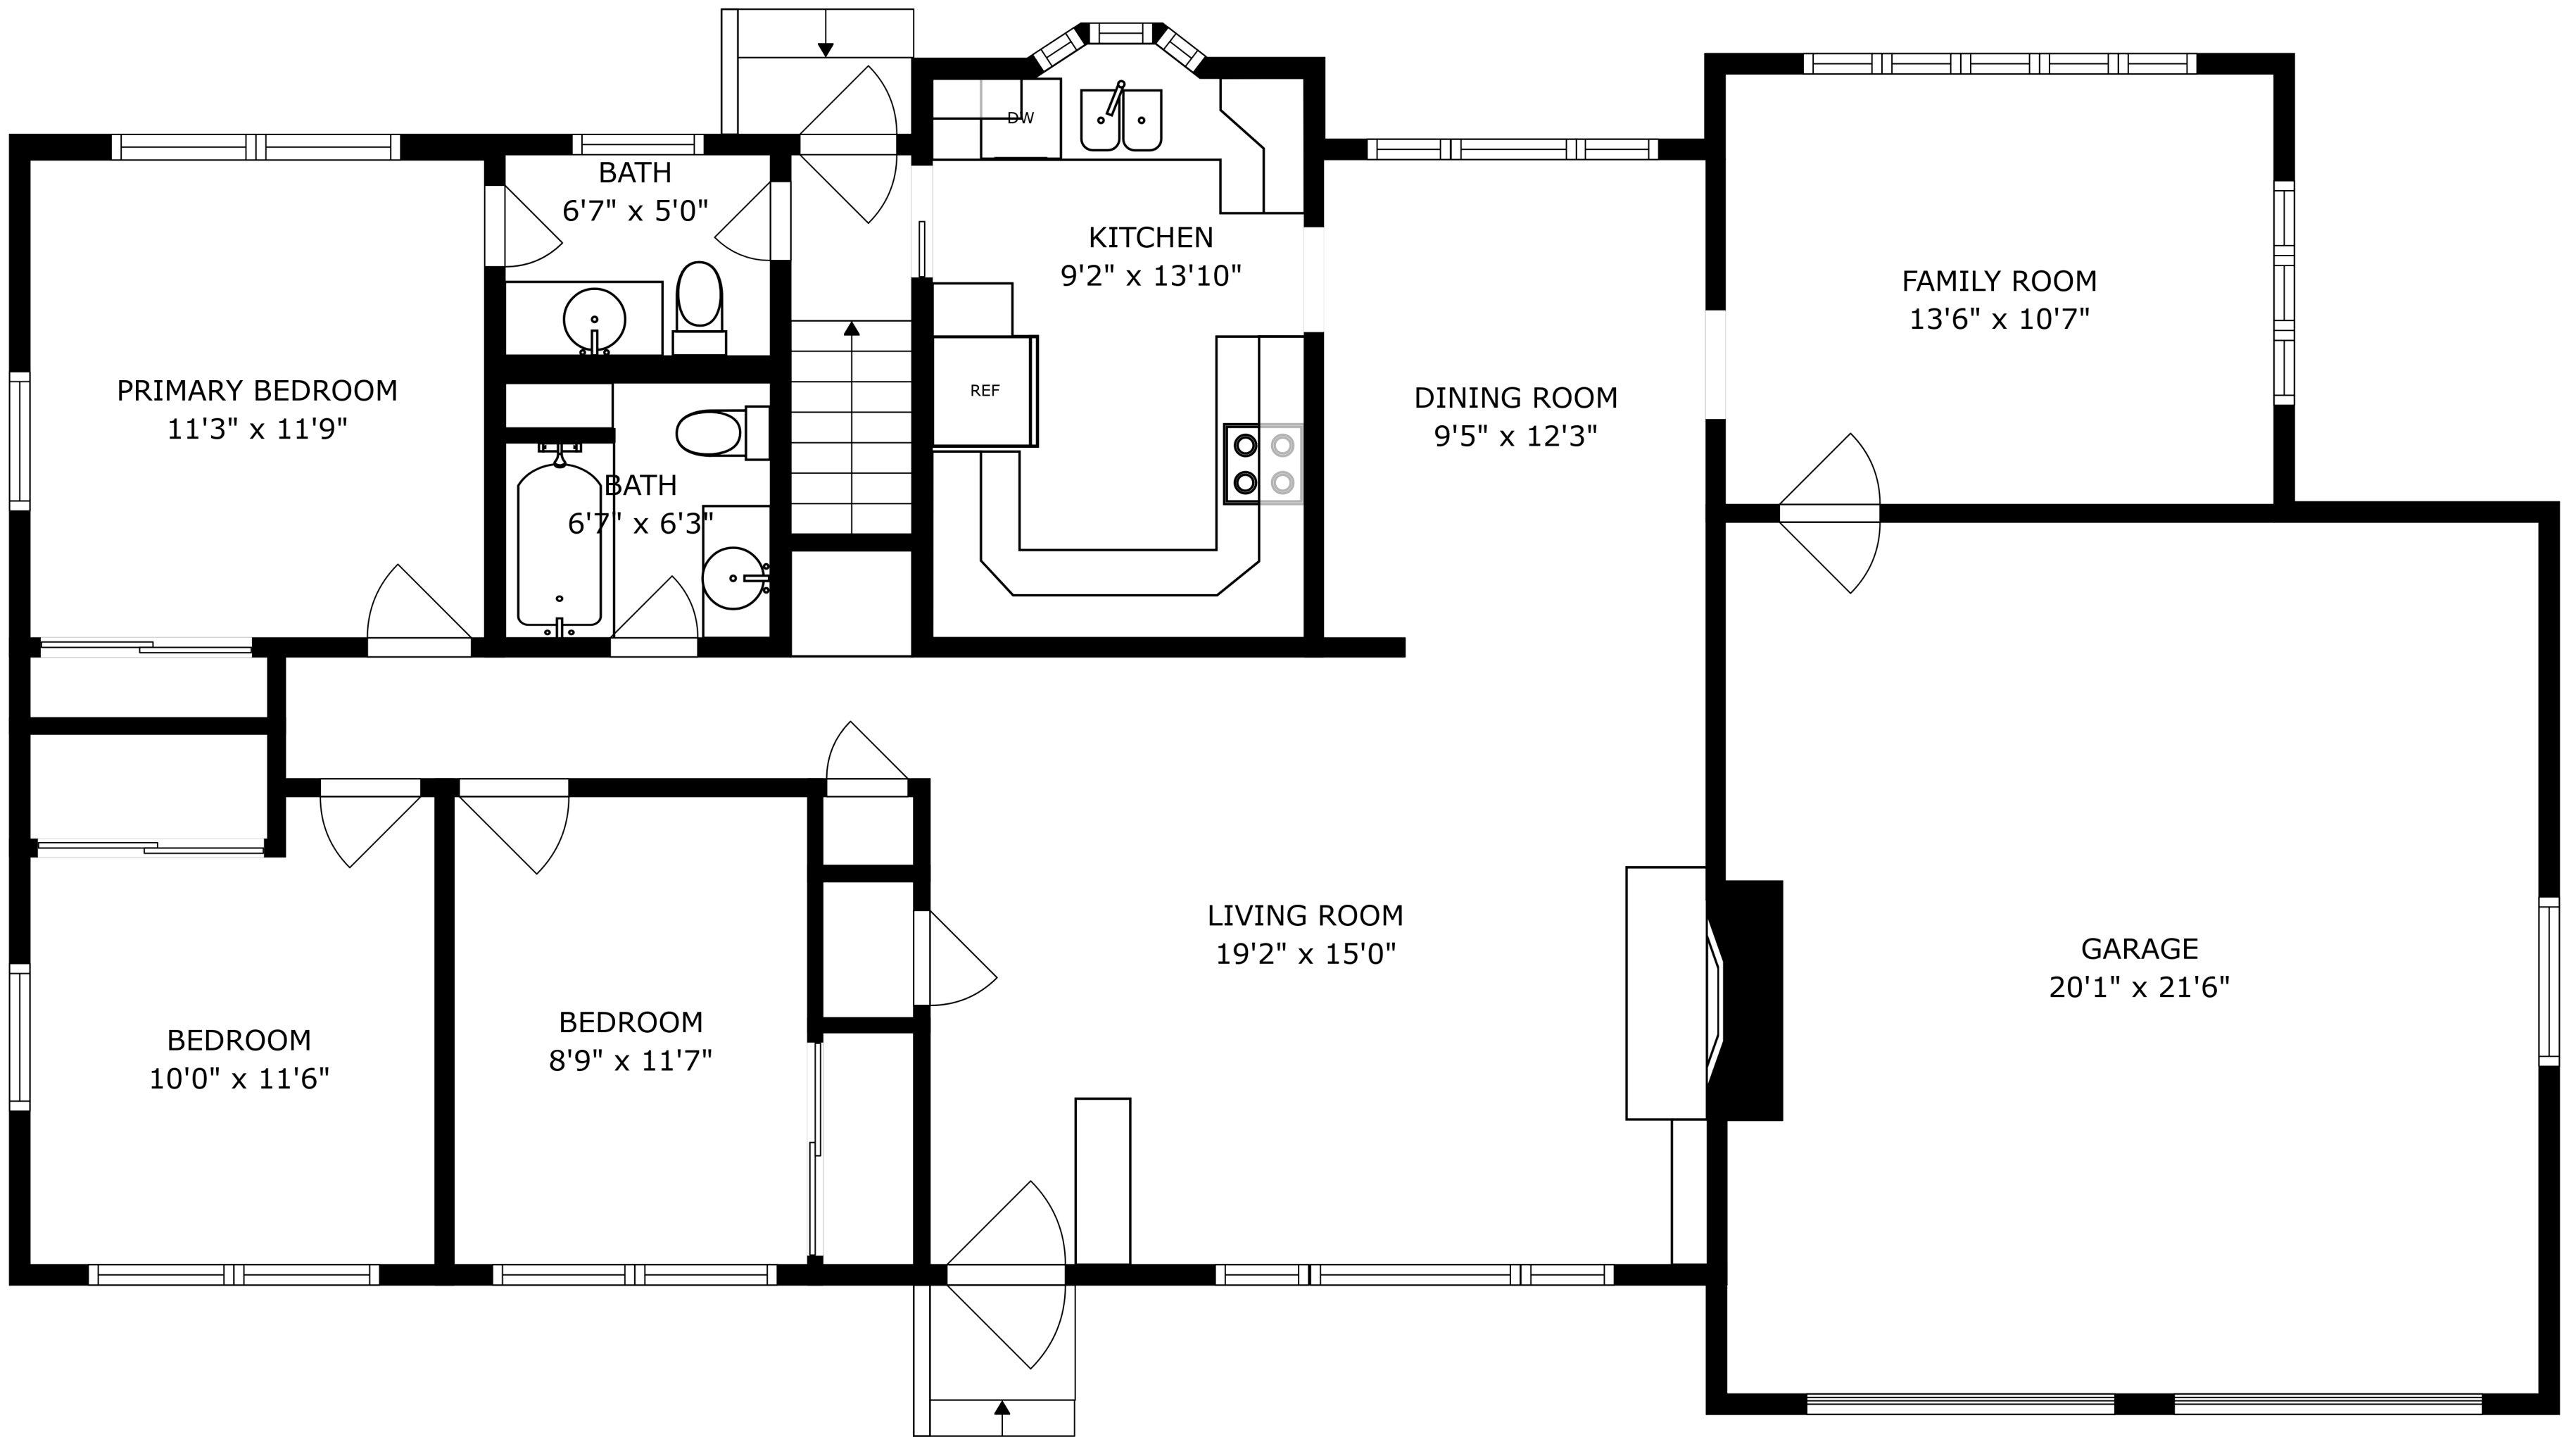 BATH
6'7" x 5'0"
DW
KITCHEN
9'2" x 13'10"
FAMILY ROOM
13'6" x 10'7"
PRIMARY BEDROOM
11'3" x 11'9"
REF
DINING ROOM
9'5" x 12'3"
BATH
6'7" x 6'3"
LIVING ROOM
19'2" x 15'0"
GARAGE
20'1" x 21'6"
BEDROOM
10'0" x 11'6"
BEDROOM
8'9" x 11'7"